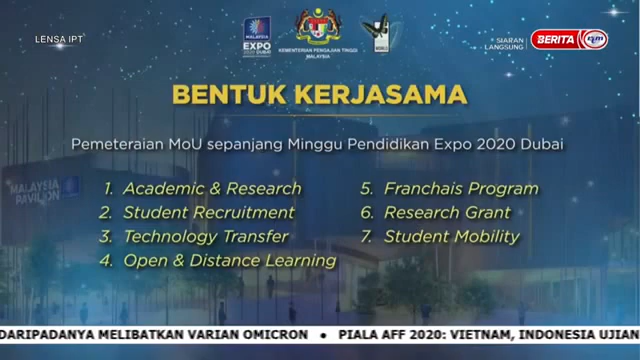 LENSA IPT
MALAYSIA
EXPO
2020 DUBAI
KEMENTERIAN PENGAJIAN TINGGI
MALAYSIA
SIARAN
LANGSUNG
BERITA
BENTUK KERJASAMA
Pemeteraian MoU sepanjang Minggu Pendidikan Expo 2020 Dubai
1. Academic & Research
2. Student Recruitment
3. Technology Transfer
4. Open & Distance Learning
5. Franchais Program
6. Research Grant
7. Student Mobility
MALAYSIA
PAVILION
DARIPADANYA MELIBATKAN VARIAN OMICRON • PIALA AFF 2020: VIETNAM, INDONESIA UJIAN